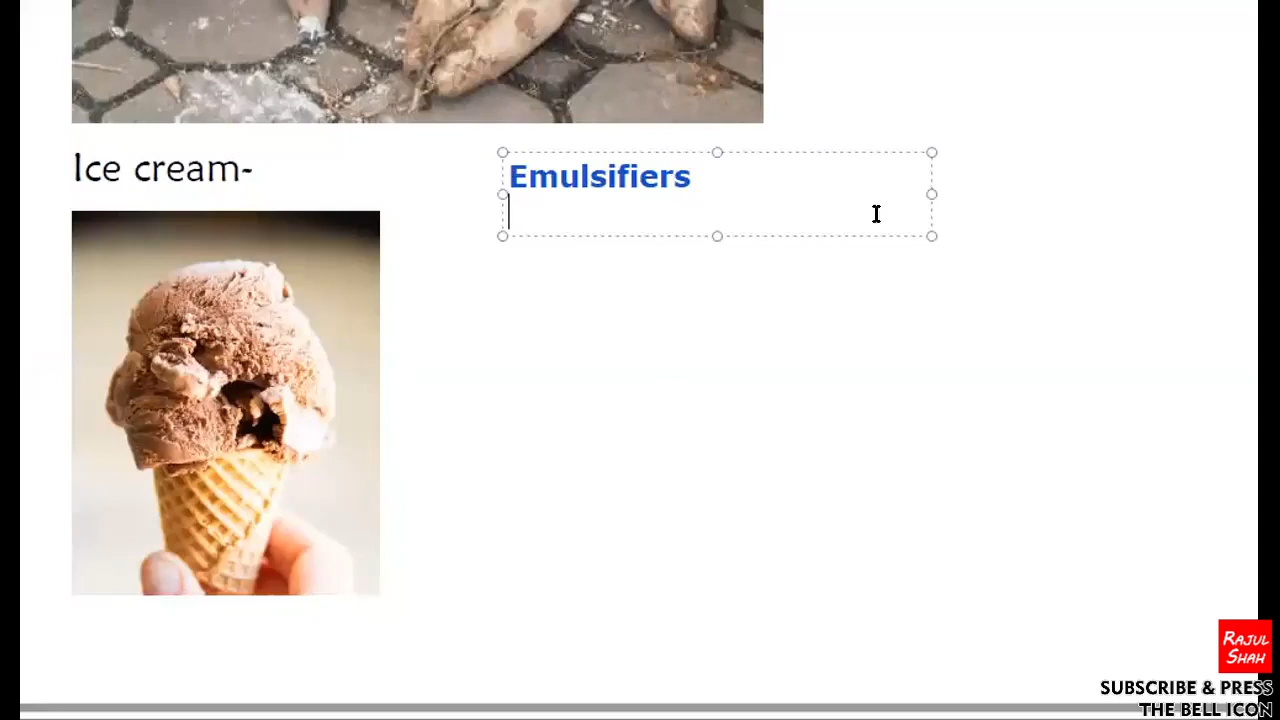 Ice cream-
Emulsifiers
RAJUL
SHAH
SUBSCRIBE & PRESS
THE BELL ICON